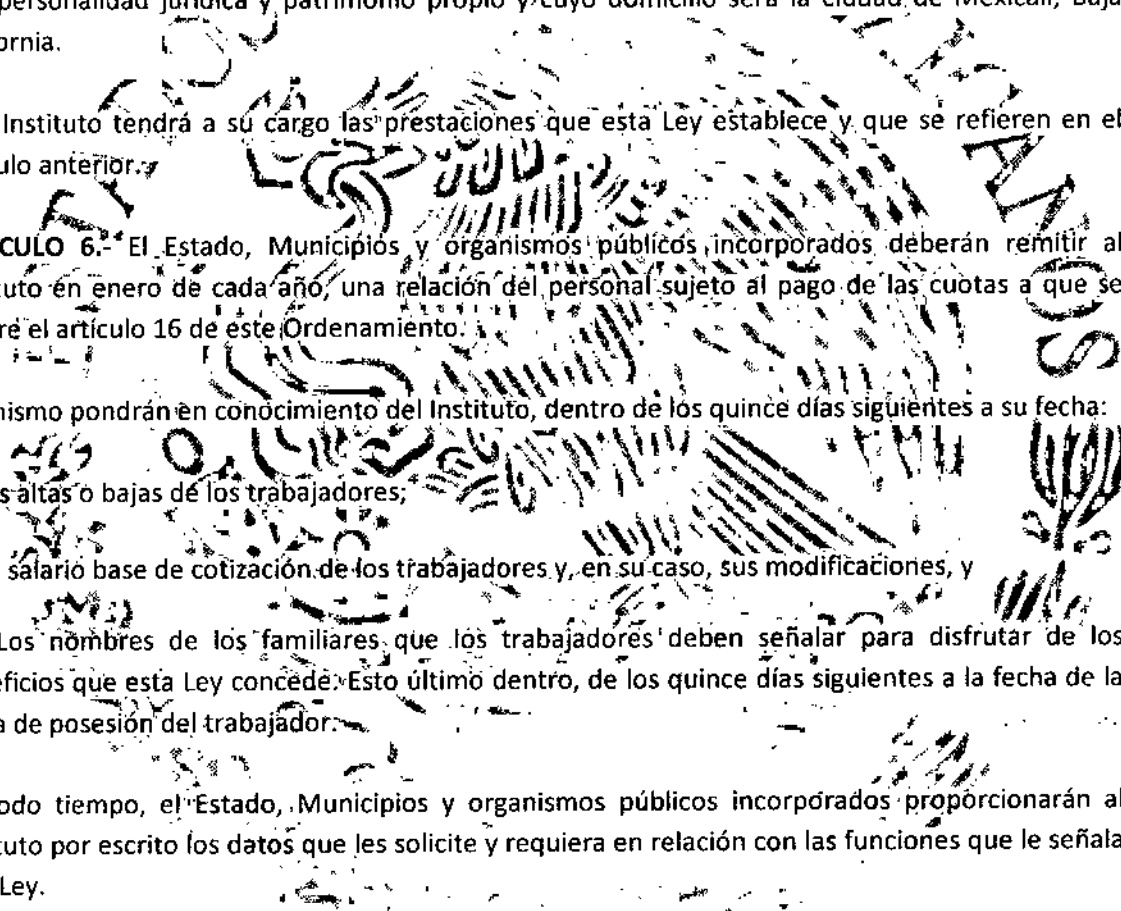 personalidad jurídica y patrimonio propio y cuyo domicilio será la ciudad de Mexicali, Baja
ornia.
Instituto tendrá a su cargo las prestaciones que esta Ley establece y que se refieren en el
ulo anterior.
CULO 6.- El Estado, Municipios y organismos públicos incorporados deberán remitir al
tuto en enero de cada año, una relación del personal sujeto al pago de las cuotas a que se
re el artículo 16 de este Ordenamiento.
nismo pondrán en conocimiento del Instituto, dentro de los quince días siguientes a su fecha:
s altas o bajas de los trabajadores;
salario base de cotización de los trabajadores y, en su caso, sus modificaciones, y
Los nombres de los familiares que los trabajadores deben señalar para disfrutar de los
eficios que esta Ley concede. Esto último dentro, de los quince días siguientes a la fecha de la
a de posesión del trabajador.
odo tiempo, el Estado, Municipios y organismos públicos incorporados proporcionarán al
tuto por escrito los datos que les solicite y requiera en relación con las funciones que le señala
Ley.